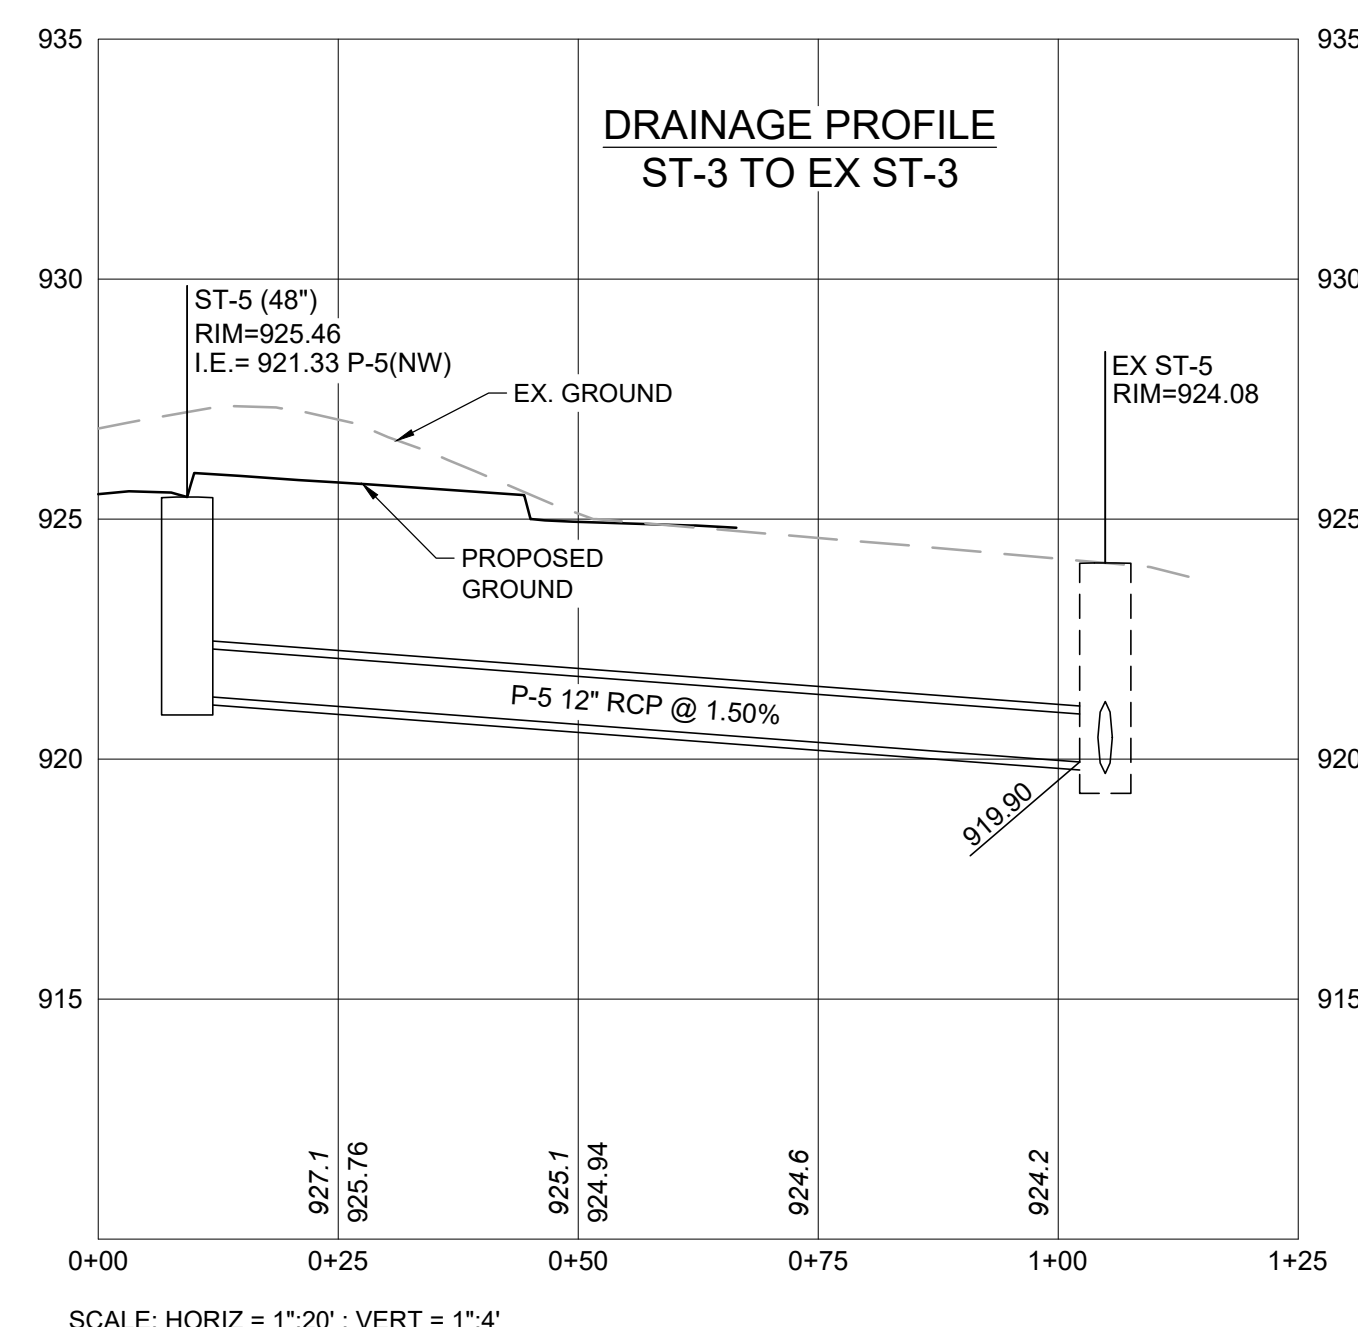 935
935
DRAINAGE PROFILE
ST-3 TO EX ST-3
930
930
ST-5 (48")
RIM=925.46
I.E.= 921.33 P-5(NW)
EX. GROUND
EX ST-5
RIM=924.08
925
925
PROPOSED
GROUND
P-5 12" RCP @ 1.50%
920
920
919.90
915
915
927.1
925.76
925.1
924.94
924.6
924.2
0+00
0+25
0+50
0+75
1+00
1+25
SCALE: HORIZ = 1":20' ; VERT = 1":4'